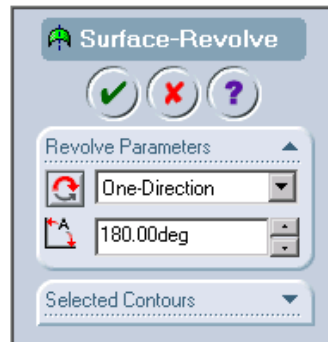 Surface-Revolve
?
Revolve Parameters
One-Direction
A
180.00deg
Selected Contours